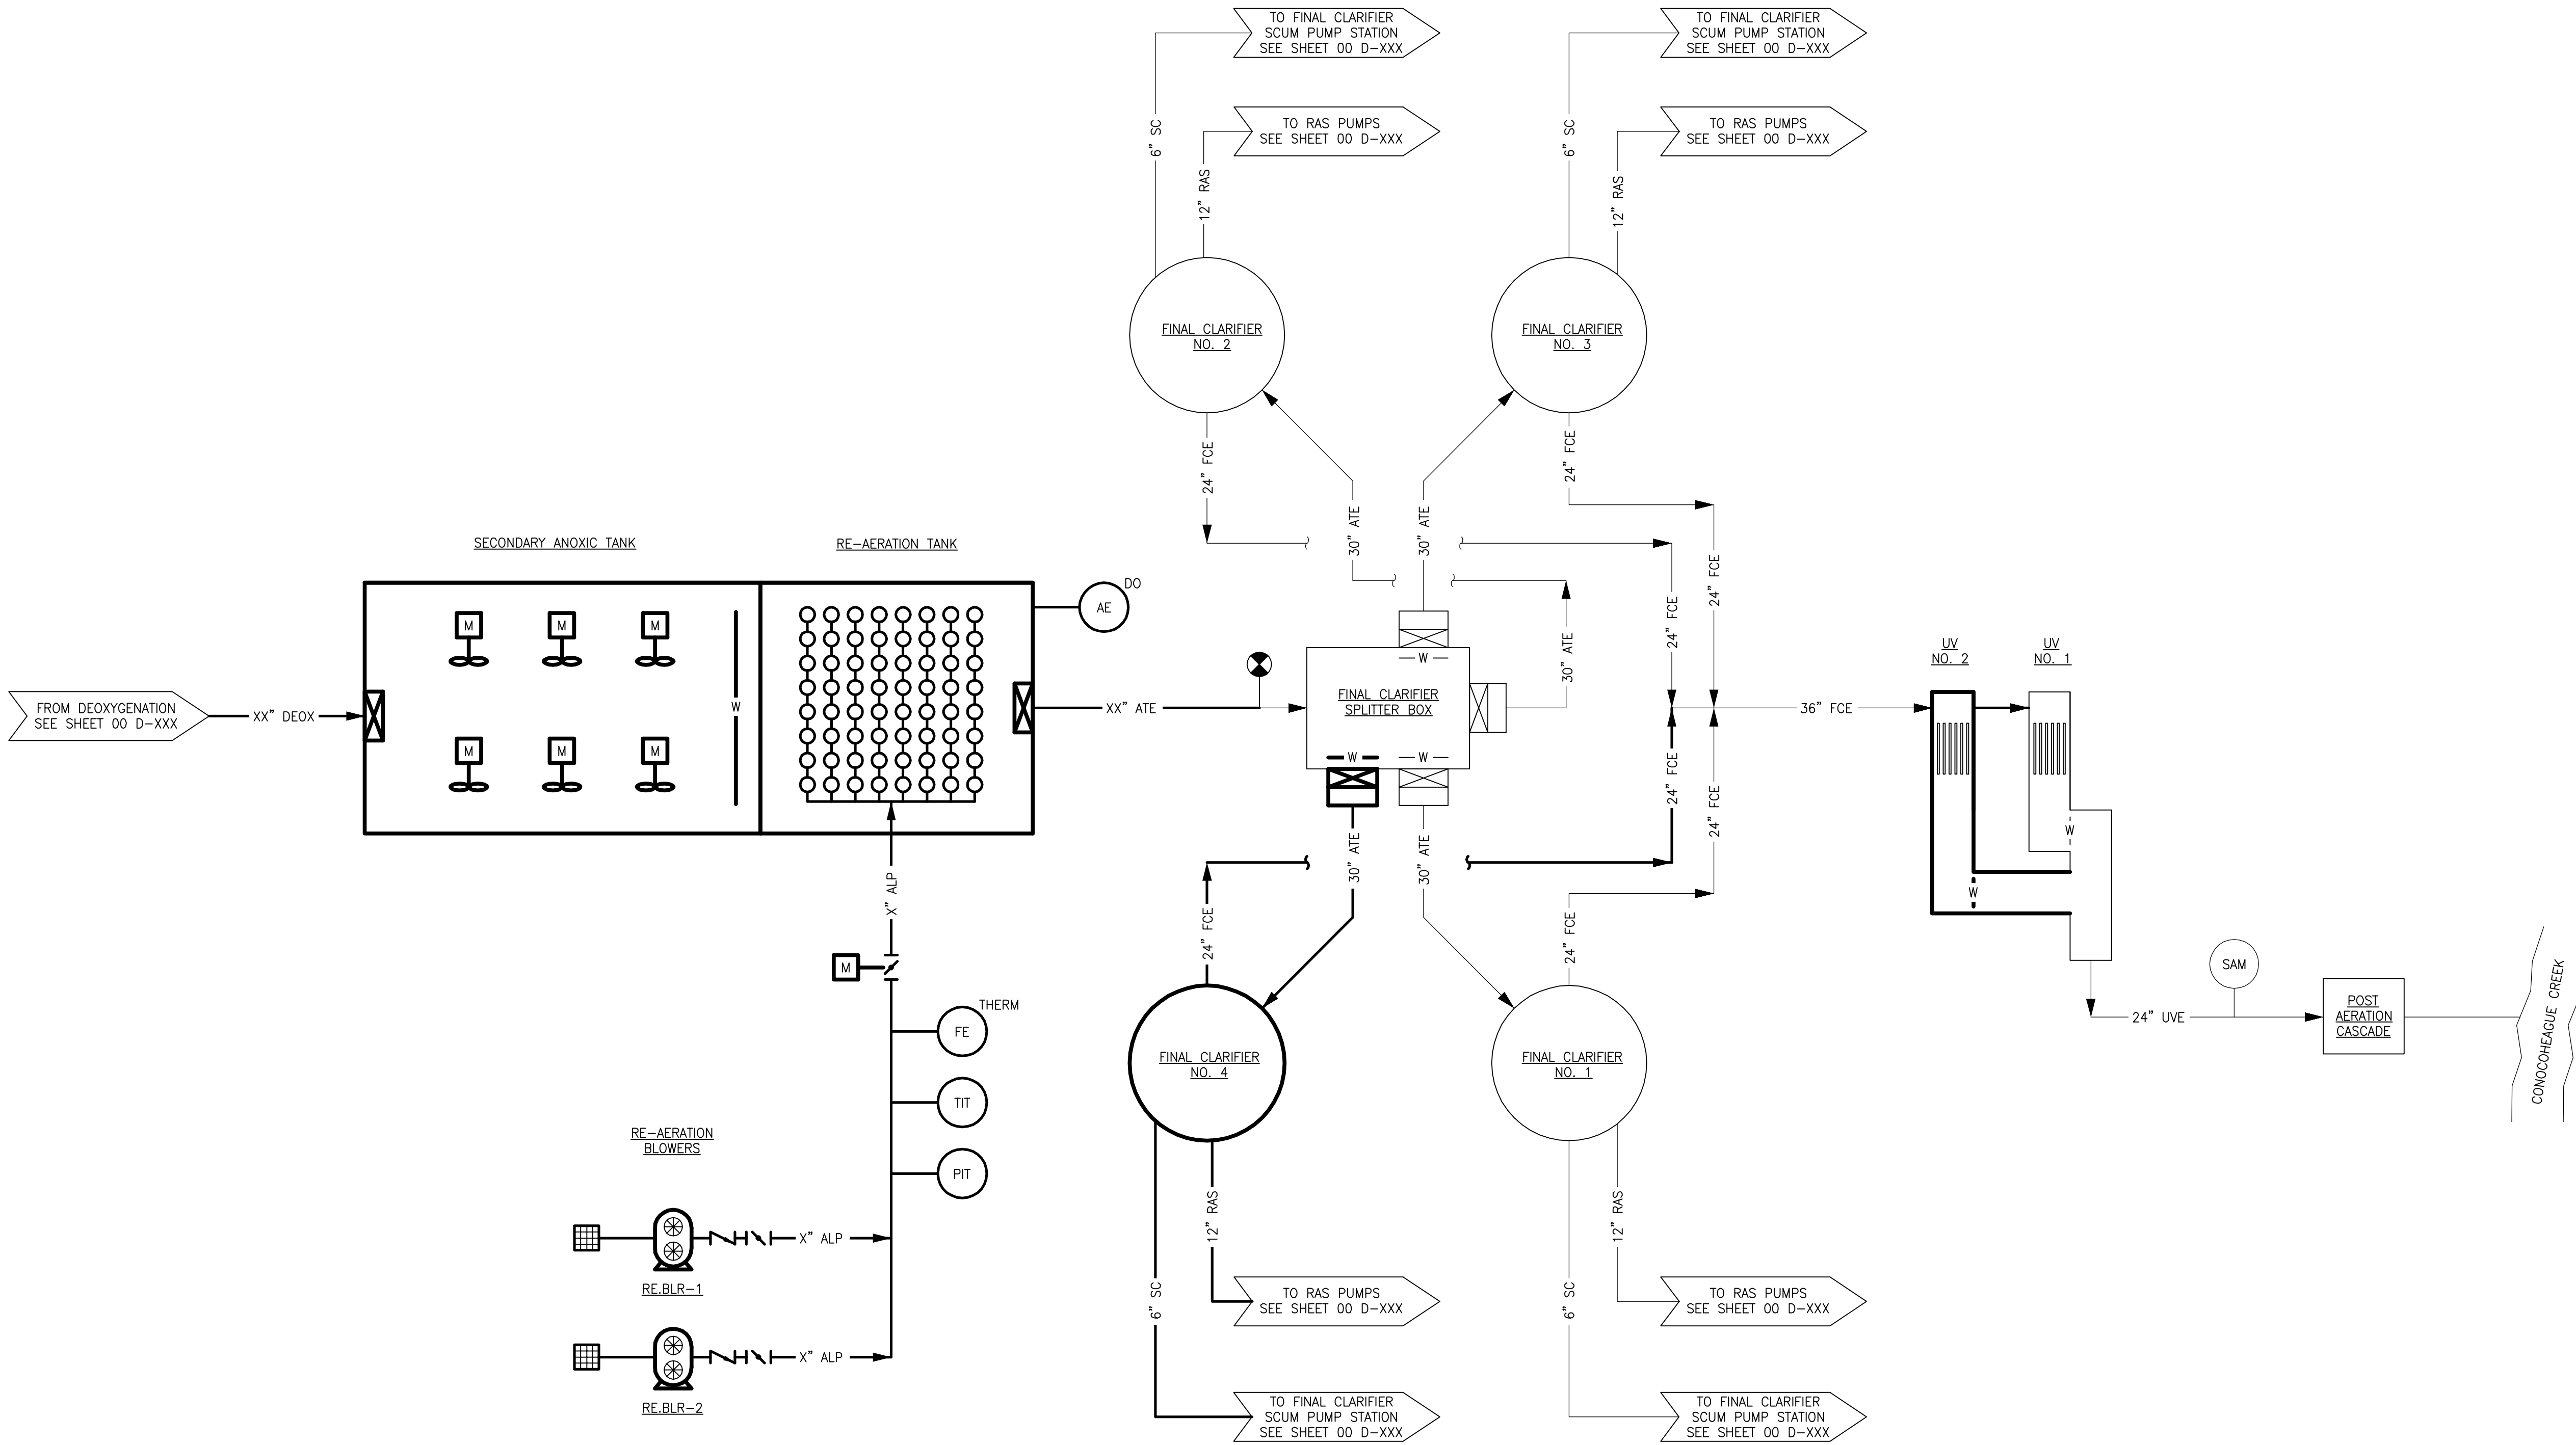 TO FINAL CLARIFIER
SCUM PUMP STATION
SEE SHEET 00 D-XXX
TO FINAL CLARIFIER
SCUM PUMP STATION
SEE SHEET 00 D-XXX
6" SC
TO RAS PUMPS
SEE SHEET 00 D-XXX
6" SC
TO RAS PUMPS
SEE SHEET 00 D-XXX
12" RAS
12" RAS
FINAL CLARIFIER
NO. 2
FINAL CLARIFIER
NO. 3
24" FCE
24" FCE
30" ATE
30" ATE
SECONDARY ANOXIC TANK
RE-AERATION TANK
DO
AE
M
M
M
W
M
M
M
FROM DEOXYGENATION
SEE SHEET 00 D-XXX
XX" DEOX
XX" ATE
W
FINAL CLARIFIER
SPLITTER BOX
W
W
30" ATE
24" FCE
24" FCE
24" FCE
24" FCE
36" FCE
UV
NO. 2
UV
NO. 1
W
W
30" ATE
30" ATE
X" ALP
M
24" FCE
24" FCE
THERM
FE
TIT
PIT
FINAL CLARIFIER
NO. 4
FINAL CLARIFIER
NO. 1
24" UVE
SAM
POST
AERATION
CASCADE
CONOCOHEAGUE CREEK
RE-AERATION
BLOWERS
X" ALP
RE.BLR-1
X" ALP
RE.BLR-2
12" RAS
12" RAS
6" SC
TO RAS PUMPS
SEE SHEET 00 D-XXX
6" SC
TO RAS PUMPS
SEE SHEET 00 D-XXX
TO FINAL CLARIFIER
SCUM PUMP STATION
SEE SHEET 00 D-XXX
TO FINAL CLARIFIER
SCUM PUMP STATION
SEE SHEET 00 D-XXX